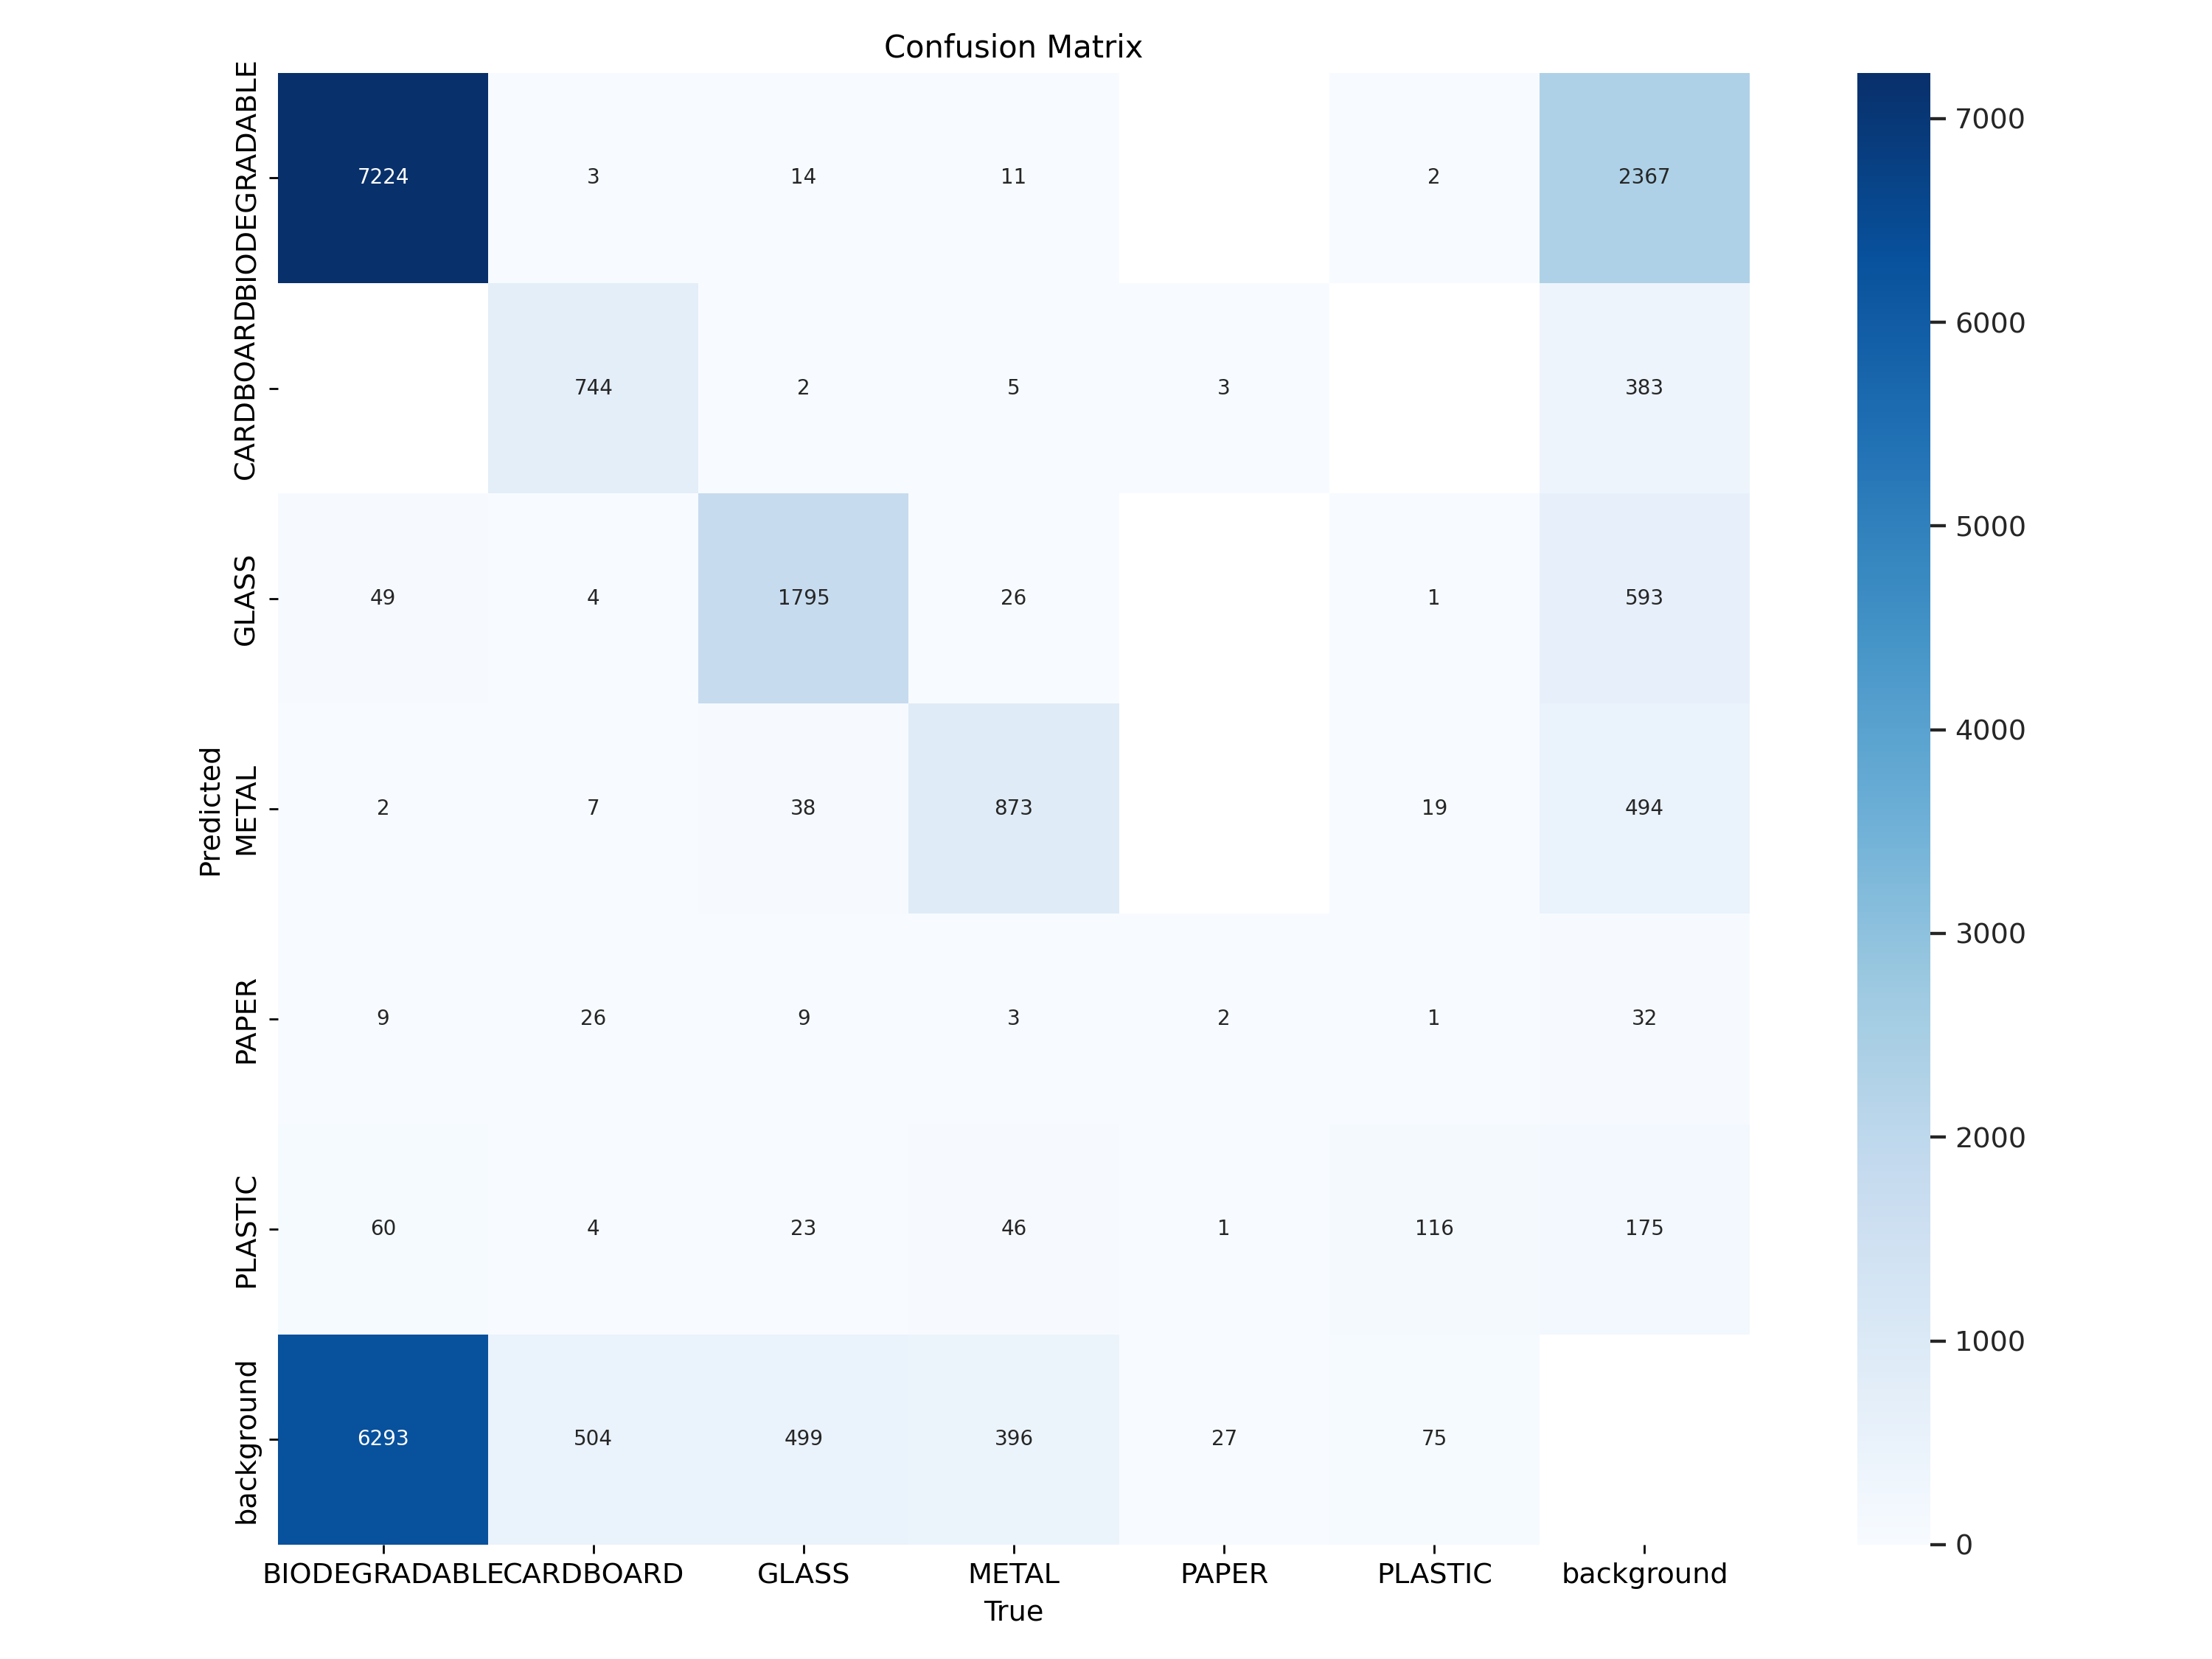 Confusion Matrix
BIODEGRADABLE
7224 3 14 11 2 2367
7000
6000
CARDBOARD
744 2 5 3 383
5000
GLASS
49 4 1795 26 1 593
4000
Predicted
METAL
2 7 38 873 19 494
3000
PAPER
9 26 9 3 2 1 32
2000
PLASTIC
60 4 23 46 1 116 175
1000
background
6293 504 499 396 27 75
0
BIODEGRADABLE CARDBOARD GLASS METAL PAPER PLASTIC background
True